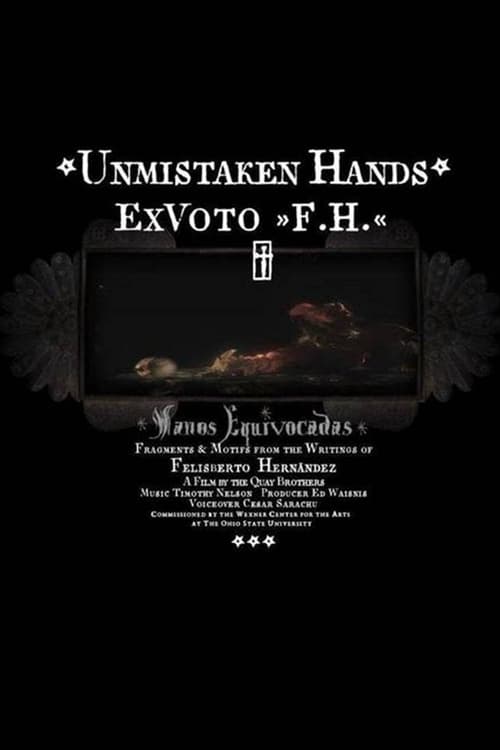 *Unmistaken Hands*
ExVoto »F.H.«
*Manos Equivocadas*
Fragments & Motifs from the Writings of
Felisberto Hernández
A Film by the Quay Brothers
Music Timothy Nelson Producer Ed Waisnis
Voiceover Cesar Sarachu
Commissioned by the Wexner Center for the Arts
at The Ohio State University